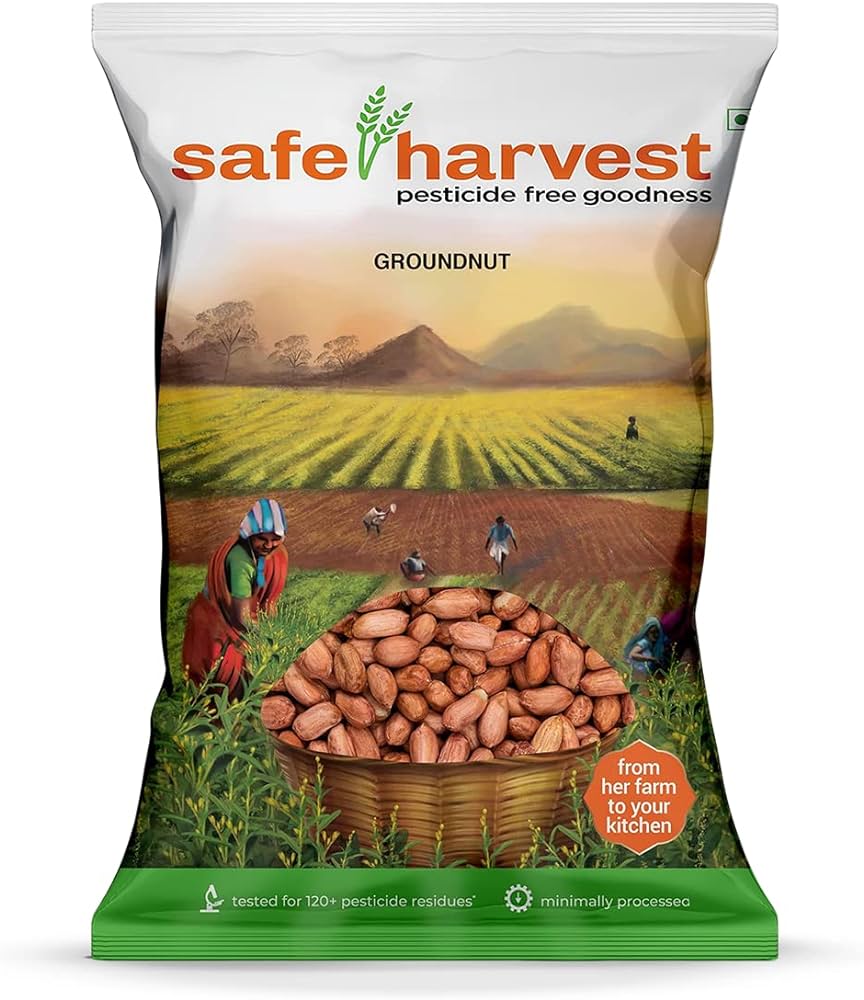 safe harvest
pesticide free goodness
GROUNDNUT
from
her farm
to your
kitchen
tested for 120+ pesticide residues*
minimally processed